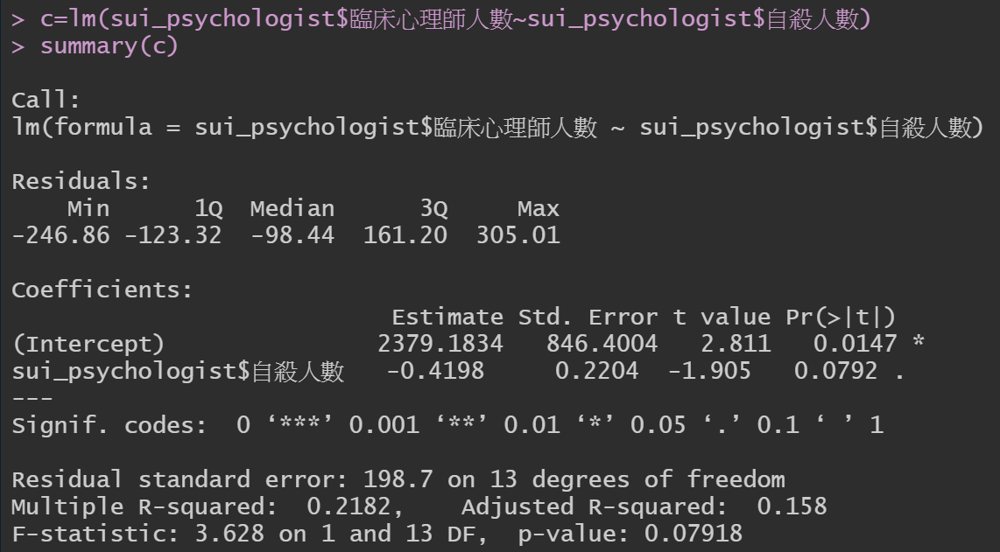 > c=lm(sui_psychologist$臨床心理師人數~sui_psychologist$自殺人數)
> summary(c)
Call:
lm(formula = sui_psychologist$臨床心理師人數 ~ sui_psychologist$自殺人數)
Residuals:
    Min      1Q  Median      3Q     Max
-246.86 -123.32  -98.44  161.20  305.01
Coefficients:
                           Estimate Std. Error t value Pr(>|t|)
(Intercept)               2379.1834   846.4004   2.811   0.0147 *
sui_psychologist$自殺人數   -0.4198     0.2204  -1.905   0.0792 .
---
Signif. codes:  0 ‘***’ 0.001 ‘**’ 0.01 ‘*’ 0.05 ‘.’ 0.1 ‘ ’ 1
Residual standard error: 198.7 on 13 degrees of freedom
Multiple R-squared:  0.2182,    Adjusted R-squared:  0.158
F-statistic: 3.628 on 1 and 13 DF,  p-value: 0.07918